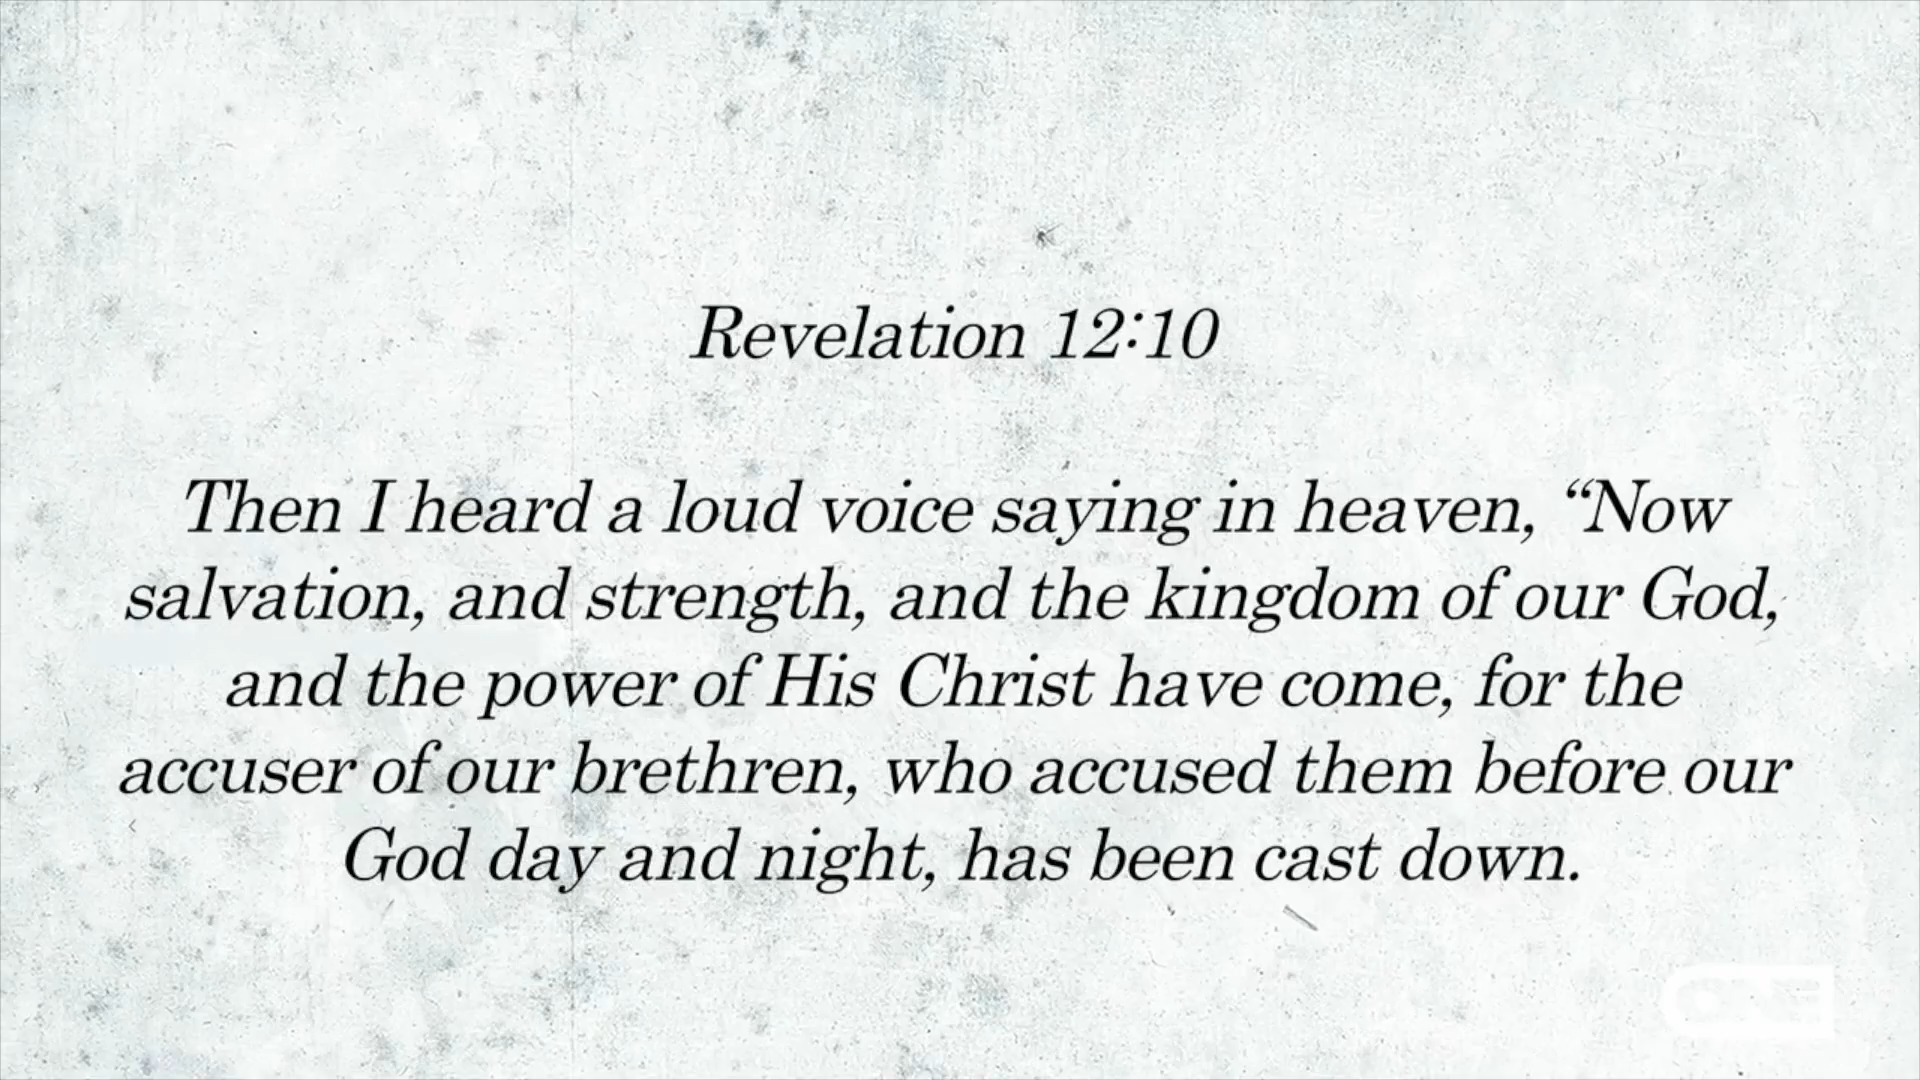 Revelation 12:10
Then I heard a loud voice saying in heaven, “Now
salvation, and strength, and the kingdom of our God,
and the power of His Christ have come, for the
accuser of our brethren, who accused them before our
God day and night, has been cast down.